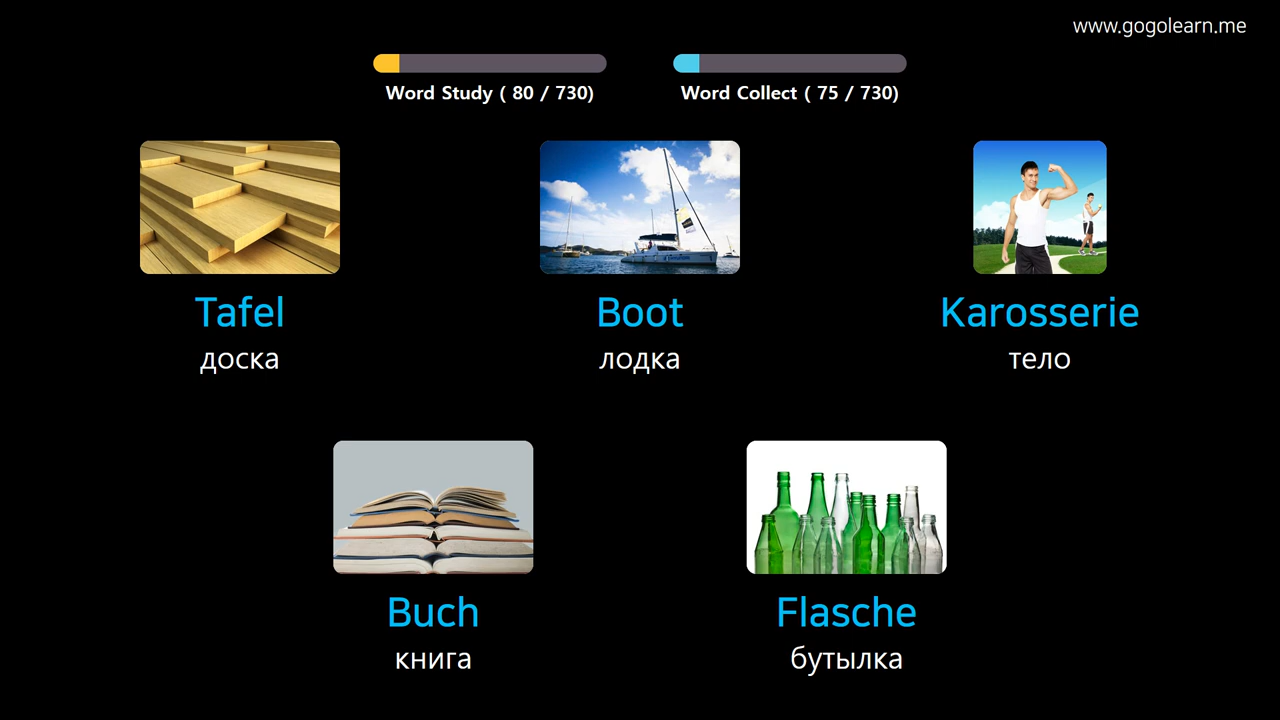 www.gogolearn.me
Word Study ( 80 / 730)
Word Collect ( 75 / 730)
Tafel
Boot
Karosserie
доска
лодка
тело
Buch
Flasche
книга
бутылка